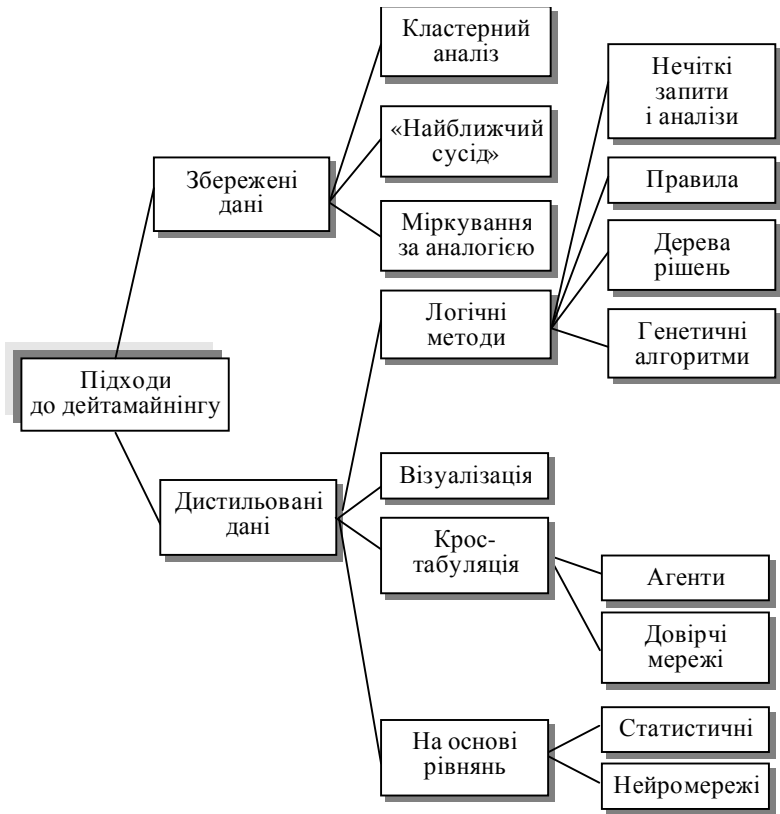 Кластерний
аналіз
«Найближчий
сусід»
Міркування
за аналогією
Збережені
дані
Нечіткі
запити
і аналізи
Правила
Дерева
рішень
Генетичні
алгоритми
Логічні
методи
Підходи
до дейтамайнінгу
Дистильовані
дані
Візуалізація
Крос-
табуляція
Агенти
Довірчі
мережі
На основі
рівнянь
Статистичні
Нейромережі